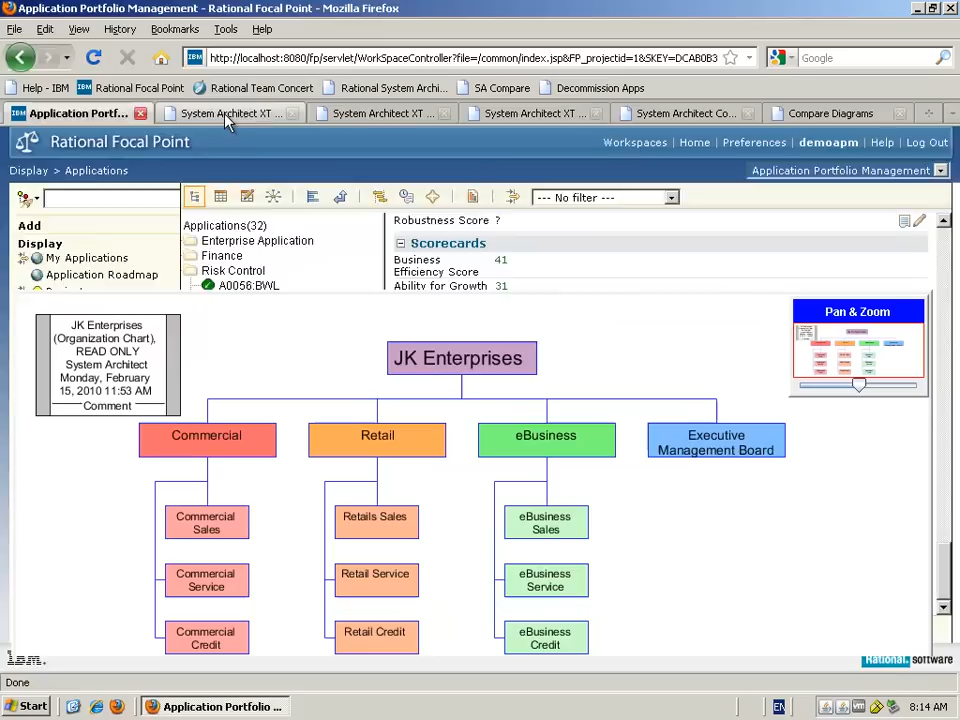 Application Portfolio Management - Rational Focal Point - Mozilla Firefox
File Edit View History Bookmarks Tools Help
http://localhost:8080/fp/servlet/WorkSpaceController?file=/common/index.jsp&FP_projectid=1&SKEY=DCAB0B3
Google
Help - IBM Rational Focal Point Rational Team Concert Rational System Archi... SA Compare Decommission Apps
Application Portf... System Architect XT ... System Architect XT ... System Architect XT ... System Architect Co... Compare Diagrams
Rational Focal Point
Workspaces Home Preferences demoapm Help Log Out
Display > Applications
Application Portfolio Management
--- No filter ---
Add
Display
My Applications
Application Roadmap
Applications(32)
Enterprise Application
Finance
Risk Control
A0056:BWL
Robustness Score ?
Scorecards
Business 41
Efficiency Score
Ability for Growth 31
JK Enterprises
(Organization Chart),
READ ONLY
System Architect
Monday, February
15, 2010 11:53 AM
Comment
Pan & Zoom
JK Enterprises
Commercial
Retail
eBusiness
Executive
Management Board
Commercial
Sales
Retails Sales
eBusiness
Sales
Commercial
Service
Retail Service
eBusiness
Service
Commercial
Credit
Retail Credit
eBusiness
Credit
IBM.
Rational. software
Done
Start
Application Portfolio ...
EN
8:14 AM